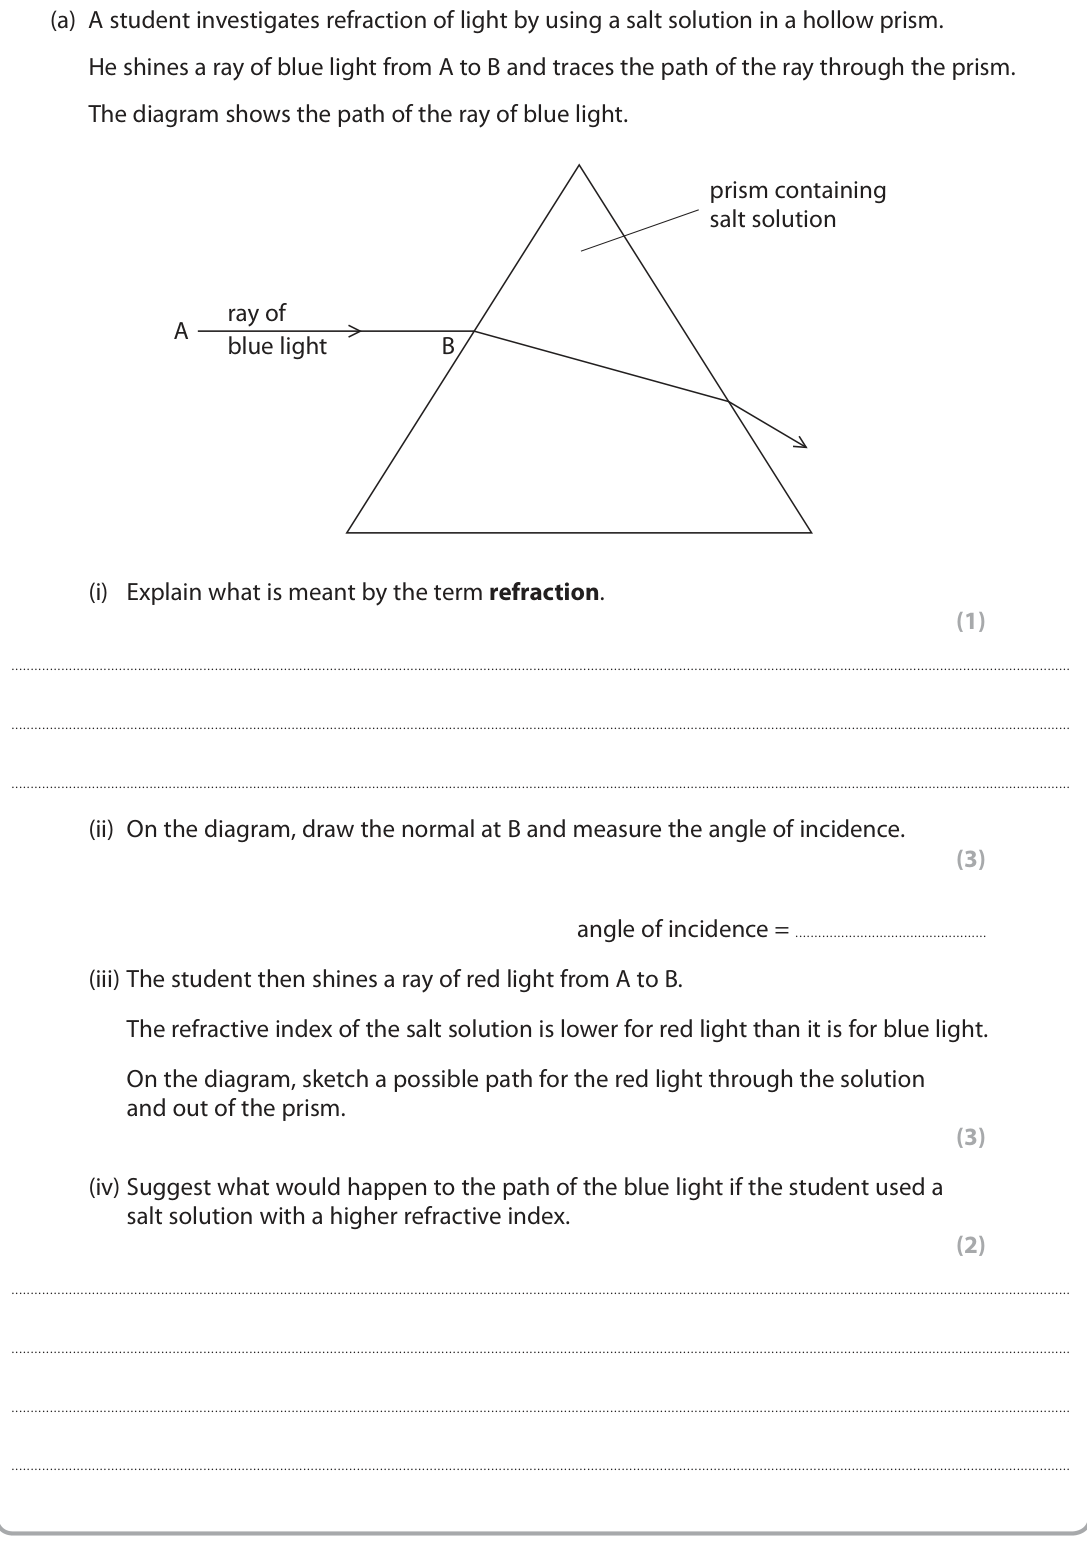 (a) A student investigates refraction of light by using a salt solution in a hollow prism.
He shines a ray of blue light from A to B and traces the path of the ray through the prism.
The diagram shows the path of the ray of blue light.
prism containing
salt solution
ray of
A
blue light
B
(i) Explain what is meant by the term refraction.
(1)
(ii) On the diagram, draw the normal at B and measure the angle of incidence.
(3)
angle of incidence =
(iii) The student then shines a ray of red light from A to B.
The refractive index of the salt solution is lower for red light than it is for blue light.
On the diagram, sketch a possible path for the red light through the solution
and out of the prism.
(3)
(iv) Suggest what would happen to the path of the blue light if the student used a
salt solution with a higher refractive index.
(2)